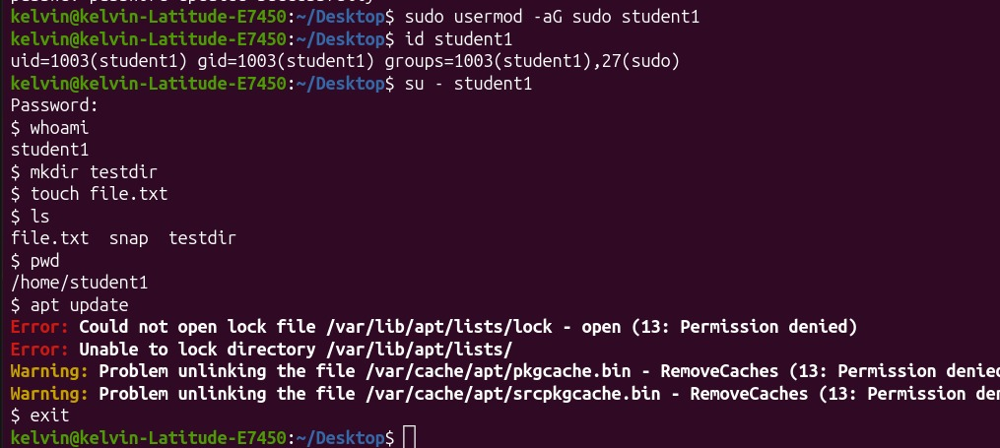 kelvin@kelvin-Latitude-E7450:~/Desktop$ sudo usermod -aG sudo student1
kelvin@kelvin-Latitude-E7450:~/Desktop$ id student1
uid=1003(student1) gid=1003(student1) groups=1003(student1),27(sudo)
kelvin@kelvin-Latitude-E7450:~/Desktop$ su - student1
Password:
$ whoami
student1
$ mkdir testdir
$ touch file.txt
$ ls
file.txt  snap  testdir
$ pwd
/home/student1
$ apt update
Error: Could not open lock file /var/lib/apt/lists/lock - open (13: Permission denied)
Error: Unable to lock directory /var/lib/apt/lists/
Warning: Problem unlinking the file /var/cache/apt/pkgcache.bin - RemoveCaches (13: Permission
Warning: Problem unlinking the file /var/cache/apt/srcpkgcache.bin - RemoveCaches (13: Permission
$ exit
kelvin@kelvin-Latitude-E7450:~/Desktop$